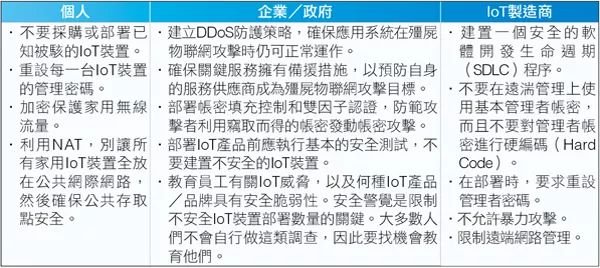 個人
・不要採購或部署已
知被駭的IoT裝置。
・重設每一台IoT裝置
的管理密碼。
・加密保護家用無線
流量。
・利用NAT，別讓所
有家用IoT裝置全放
在公共網際網路，
然後確保公共存取
點安全。
企業／政府
・建立DDoS防護策略，確保應用系統在殭屍
物聯網攻擊時仍可正常運作。
・確保關鍵服務擁有備援措施，以預防自身
的服務供應商成為殭屍物聯網攻擊目標。
・部署帳密填充控制和雙因子認證，防範攻
擊者利用竊取而得的帳密發動帳密攻擊。
・部署IoT產品前應執行基本的安全測試，不
要建置不安全的IoT裝置。
・教育員工有關IoT威脅，以及何種IoT產品
／品牌具有安全脆弱性。安全警覺是限制
不安全IoT裝置部署數量的關鍵。大多數人
們不會自行做這類調查，因此要找機會教
育他們。
IoT製造商
・建置一個安全的軟
體開發生命週期
（SDLC）程序。
・不要在遠湍管理上使
用基本管理者帳密，
而且不要對管理者帳
密進行硬編碼（Hard
Code）。
・在部署時，要求重設
管理者密碼。
・不允許暴力攻擊。
・限制遠端網路管理。